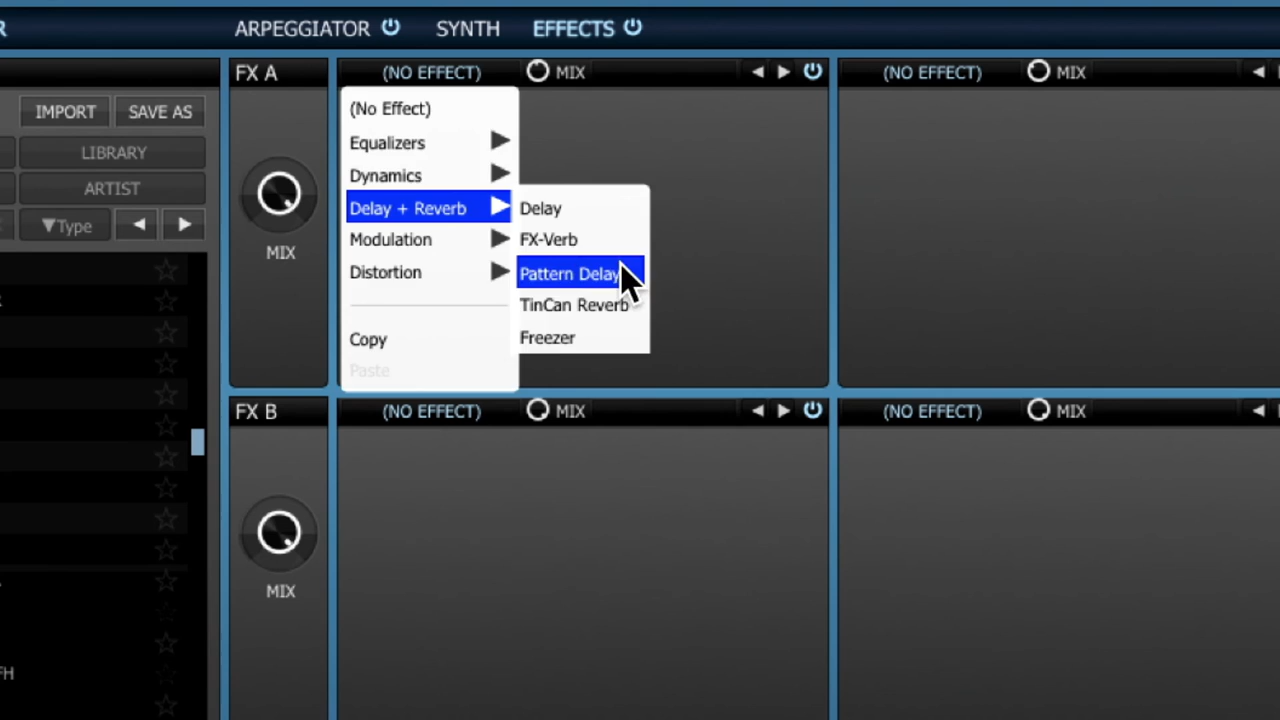 R
ARPEGGIATOR SYNTH EFFECTS
FX A (NO EFFECT) MIX (NO EFFECT) MIX
IMPORT SAVE AS
LIBRARY
ARTIST
▼Type
MIX
(No Effect)
Equalizers
Dynamics
Delay + Reverb
Modulation
Distortion
Copy
Paste
Delay
FX-Verb
Pattern Delay
TinCan Reverb
Freezer
FX B (NO EFFECT) MIX (NO EFFECT) MIX
MIX
FH